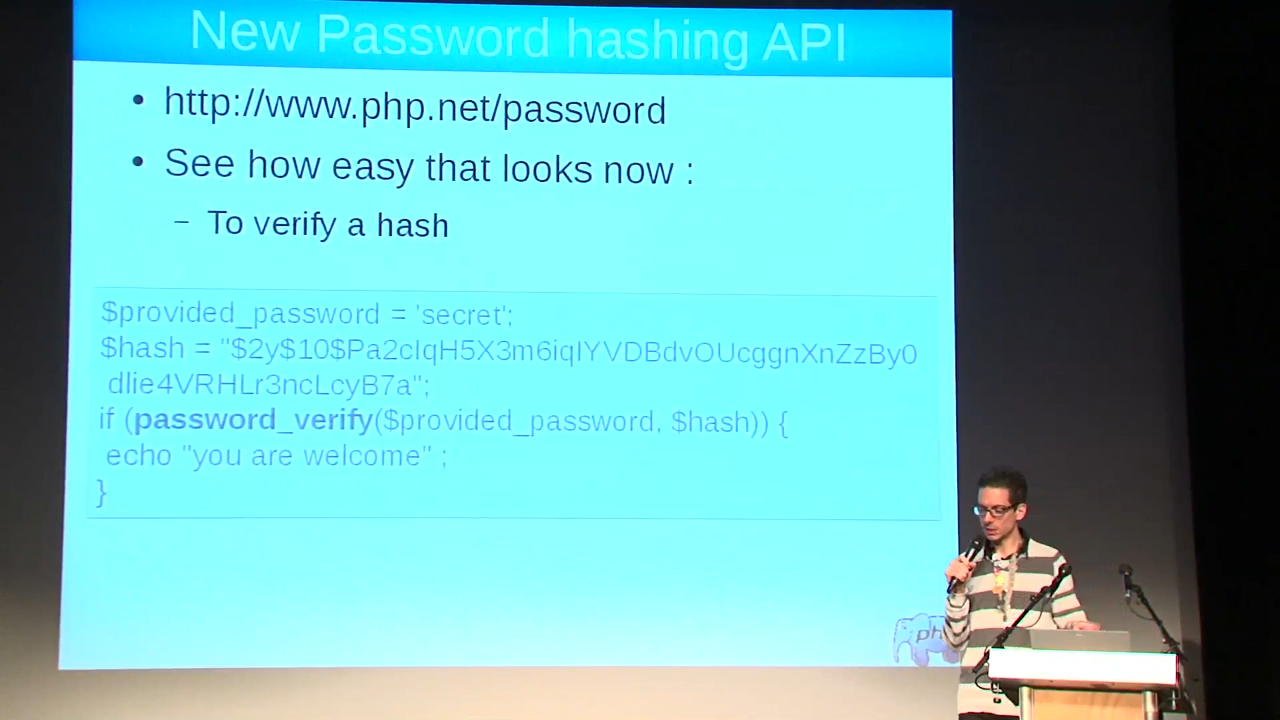 New Password hashing API
• http://www.php.net/password
• See how easy that looks now :
– To verify a hash
$provided_password = 'secret';
$hash = "$2y$10$Pa2cIqH5X3m6iqIYVDBdvOUcggnXnZzBy0
dlie4VRHLr3ncLcyB7a";
if (password_verify($provided_password, $hash)) {
echo "you are welcome" ;
}
ph